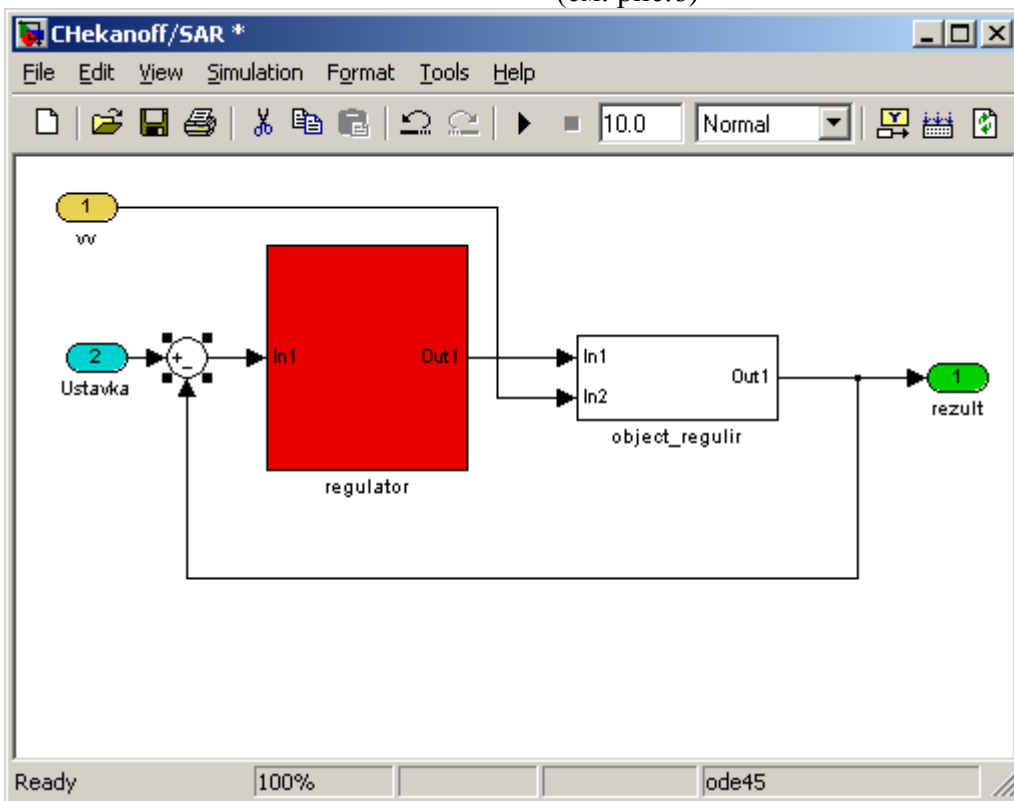 (см. рис.6)
CHekanoff/SAR *
File Edit View Simulation Format Tools Help
10.0 Normal
1
vv
2
Ustavka
+
-
In1 Out1
regulator
In1
In2
Out1
object_regulir
1
rezult
Ready 100% ode45